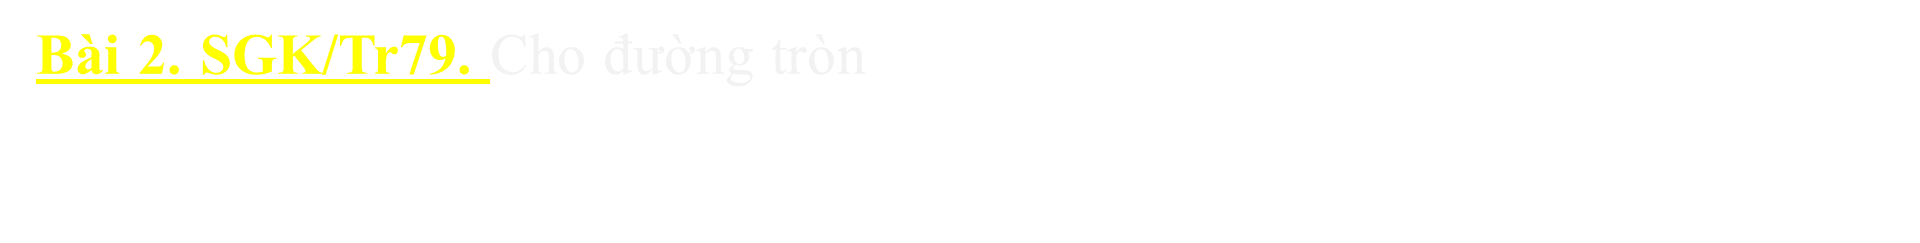 Bài 2. SGK/Tr79. Cho đường tròn